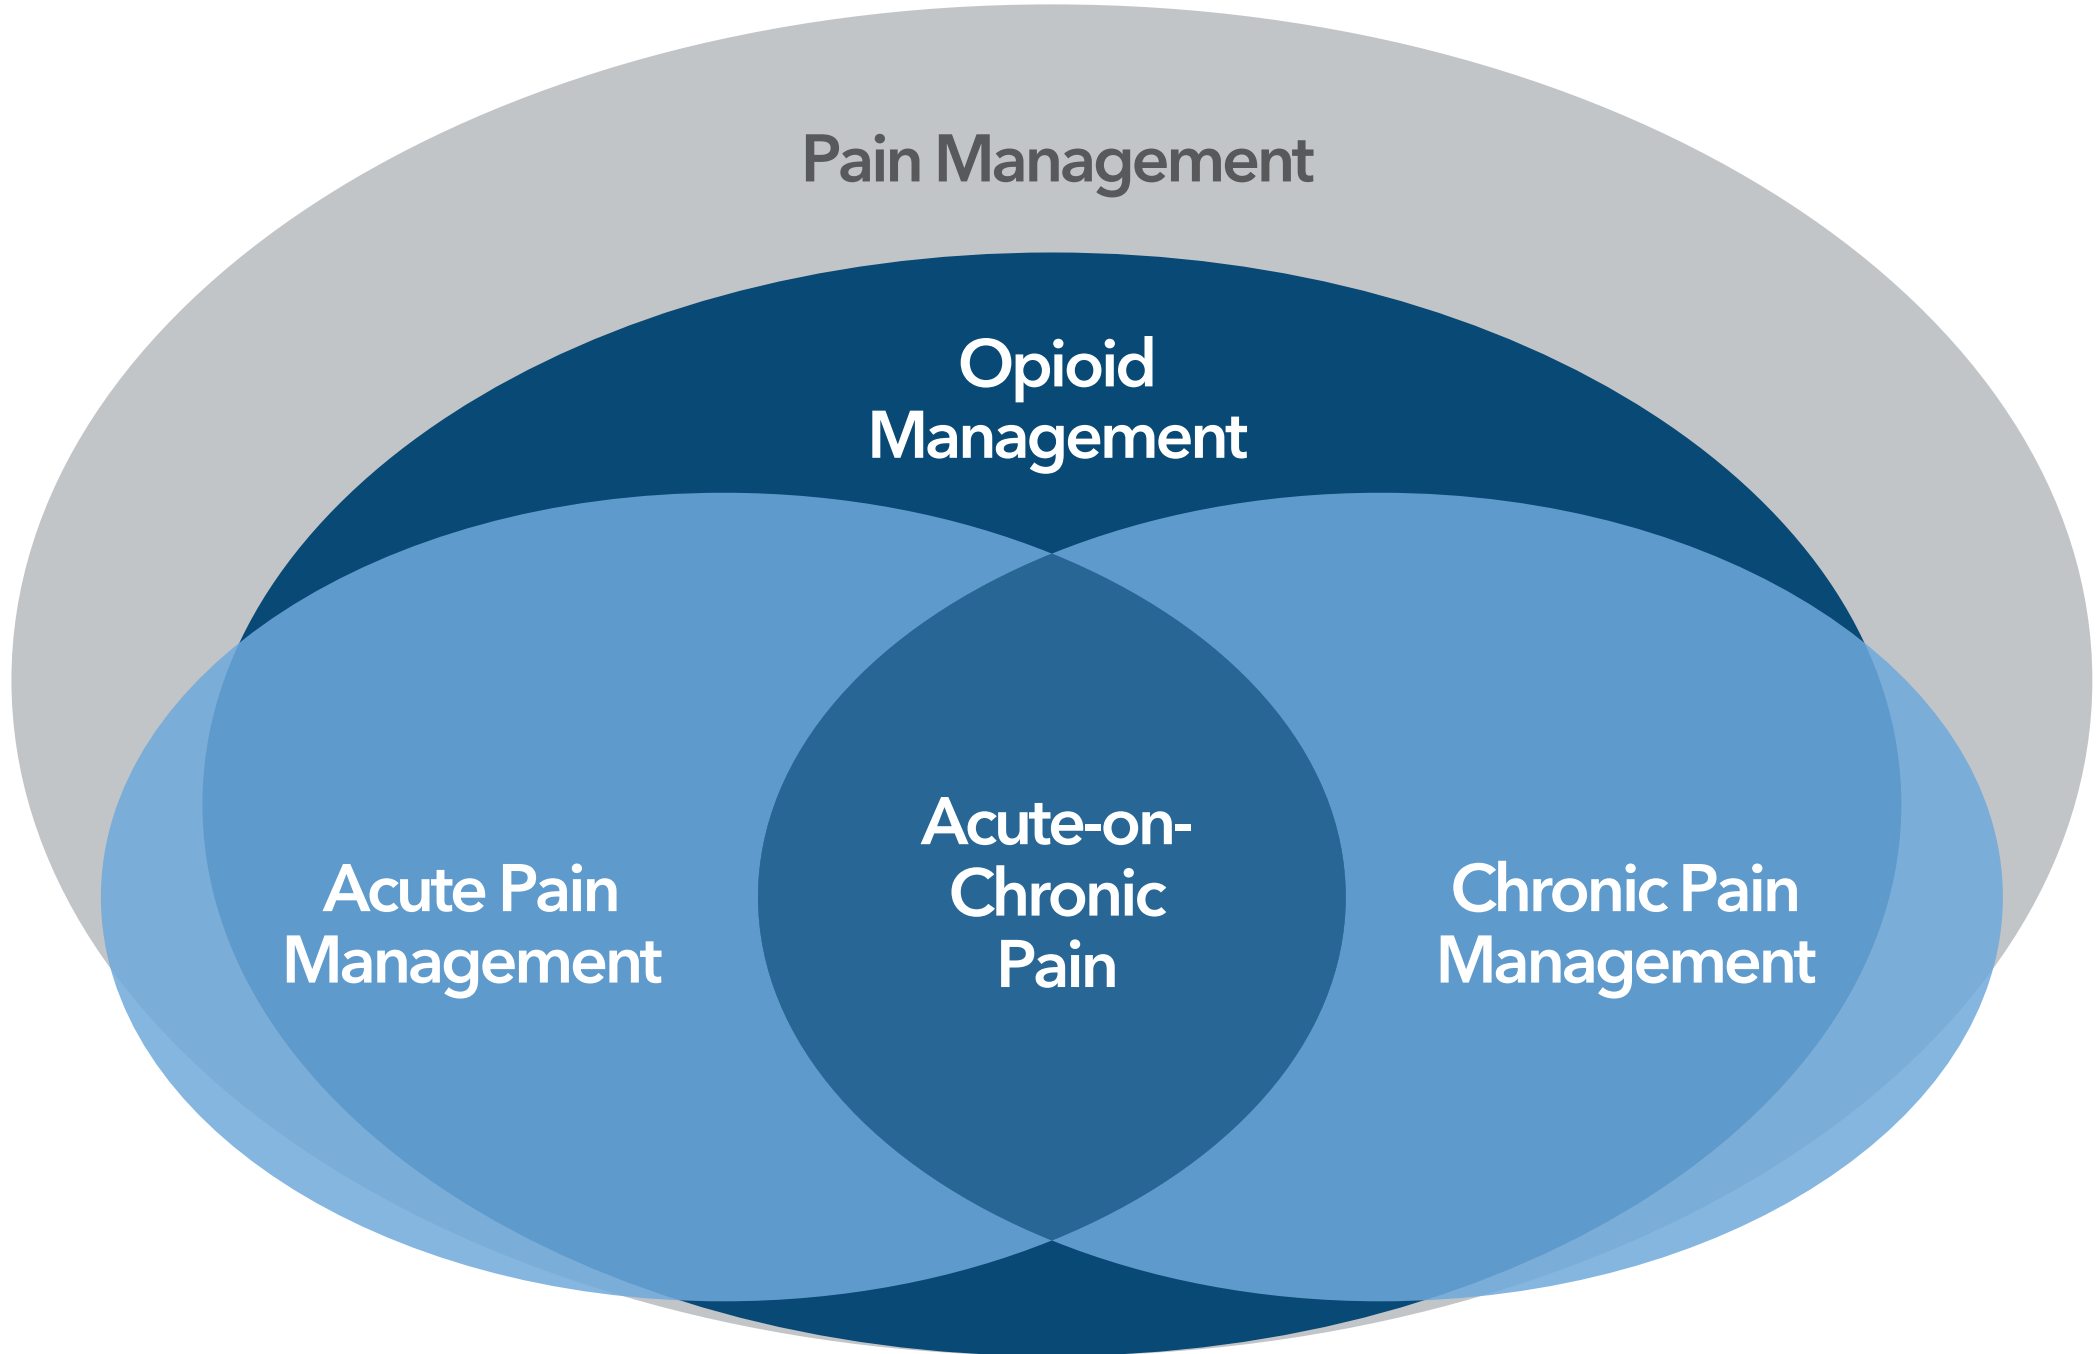 Pain Management
Opioid
Management
Acute Pain
Management
Acute-on-
Chronic
Pain
Chronic Pain
Management